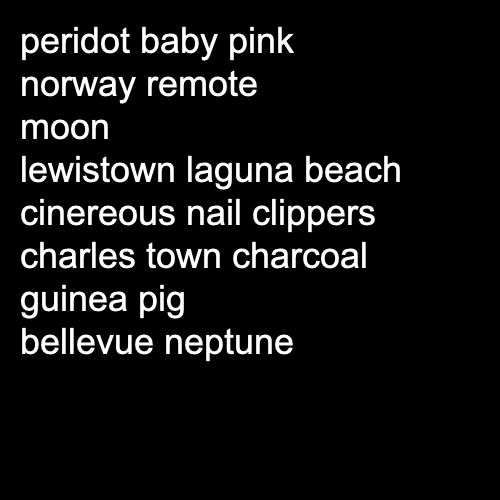 peridot baby pink
norway remote
moon
lewistown laguna beach
cinereous nail clippers
charles town charcoal
guinea pig
bellevue neptune